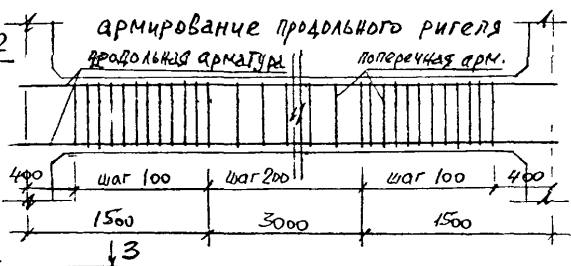 армирование продольного ригеля
2
продольная арматура поперечная арм.
400 шаг 100 шаг 200 шаг 100 400
1500 3000 1500
3